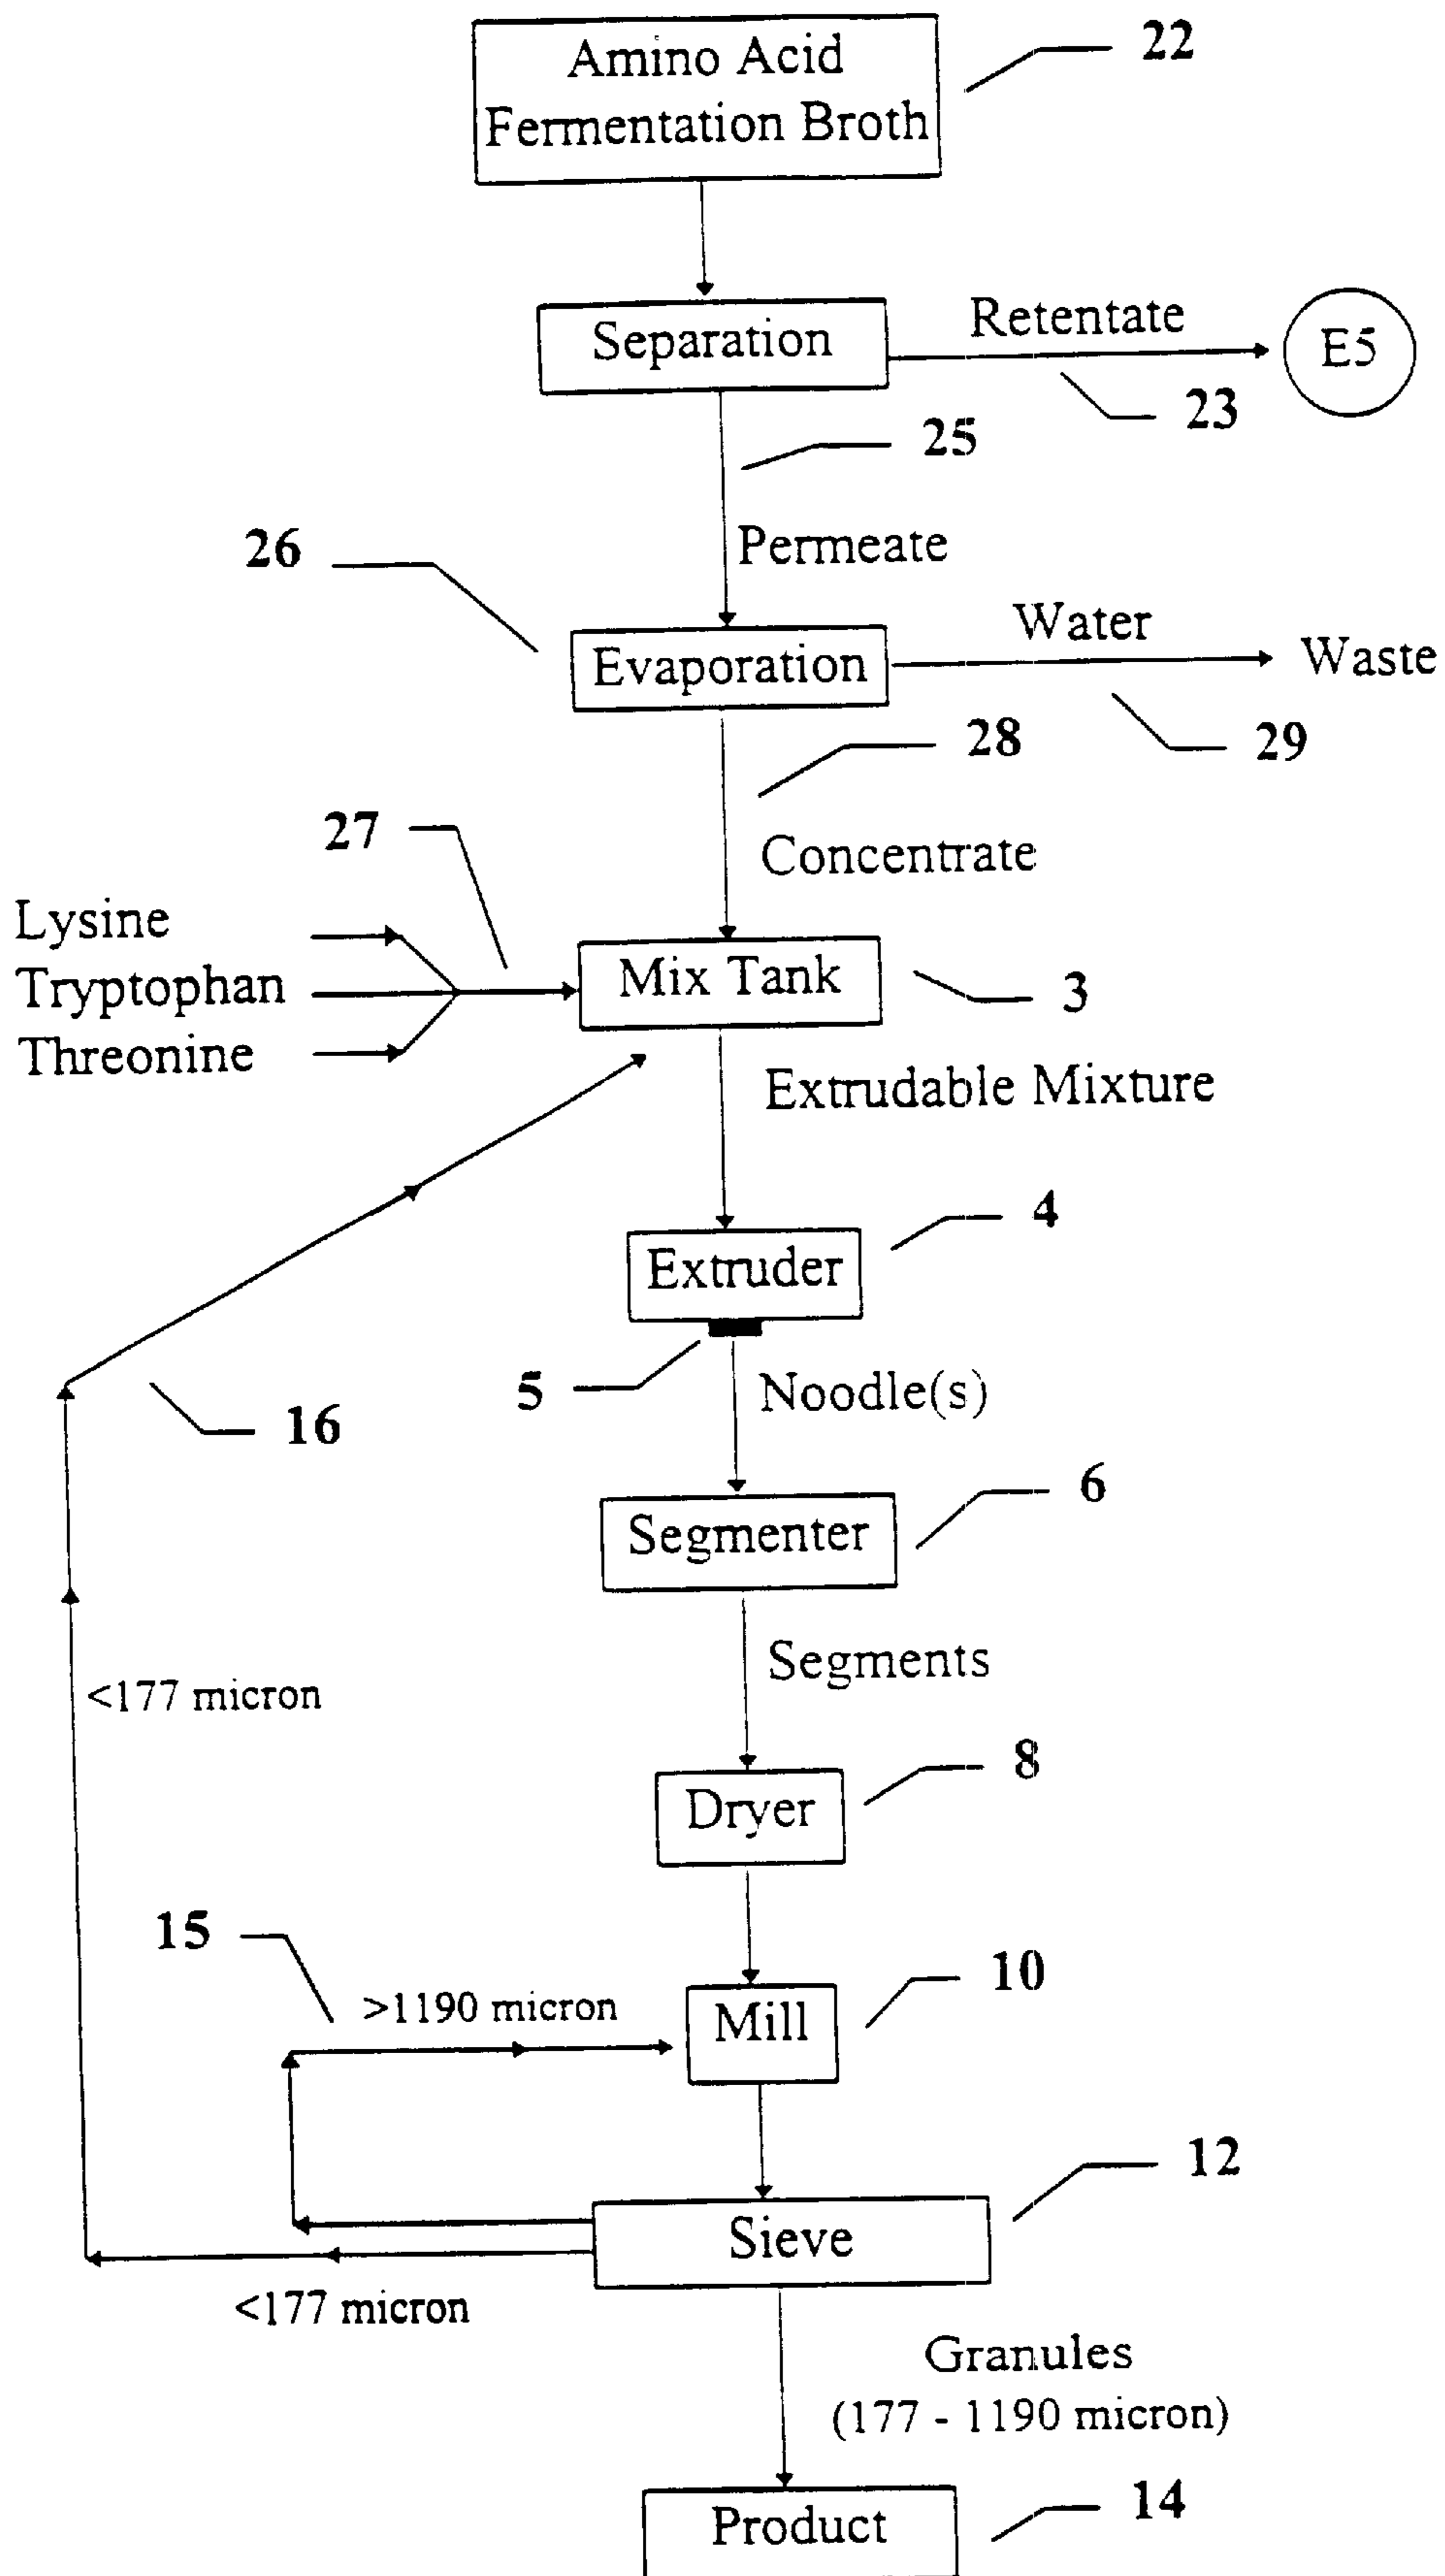 Amino Acid
Fermentation Broth
22
Separation
Retentate
E5
23
25
Permeate
26
Evaporation
Water
Waste
28
29
Concentrate
27
Lysine
Tryptophan
Threonine
Mix Tank
3
Extrudable Mixture
4
Extruder
5
Noodle(s)
16
6
Segmenter
Segments
<177 micron
8
Dryer
15
>1190 micron
10
Mill
12
Sieve
<177 micron
Granules
(177 - 1190 micron)
Product
14